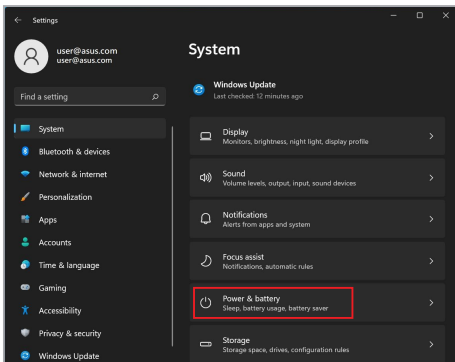 Settings
user@asus.com
user@asus.com
Find a setting
System
Bluetooth & devices
Network & internet
Personalization
Apps
Accounts
Time & language
Gaming
Accessibility
Privacy & security
Windows Update
System
Windows Update
Last checked: 12 minutes ago
Display
Monitors, brightness, night light, display profile
Sound
Volume levels, output, input, sound devices
Notifications
Alerts from apps and system
Focus assist
Notifications, automatic rules
Power & battery
Sleep, battery usage, battery saver
Storage
Storage space, drives, configuration rules